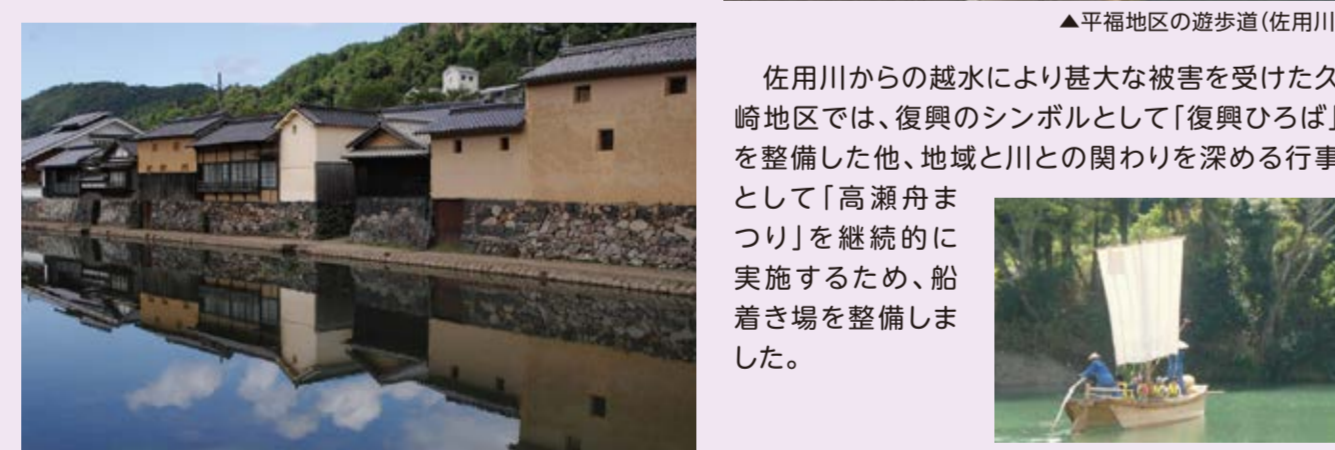 ▲平福地区の遊歩道(佐用川
　佐用川からの越水により甚大な被害を受けた久
崎地区では、復興のシンボルとして「復興ひろば」
を整備した他、地域と川との関わりを深める行事
として「高瀬舟ま
つり」を継続的に
実施するため、船
着き場を整備しま
した。